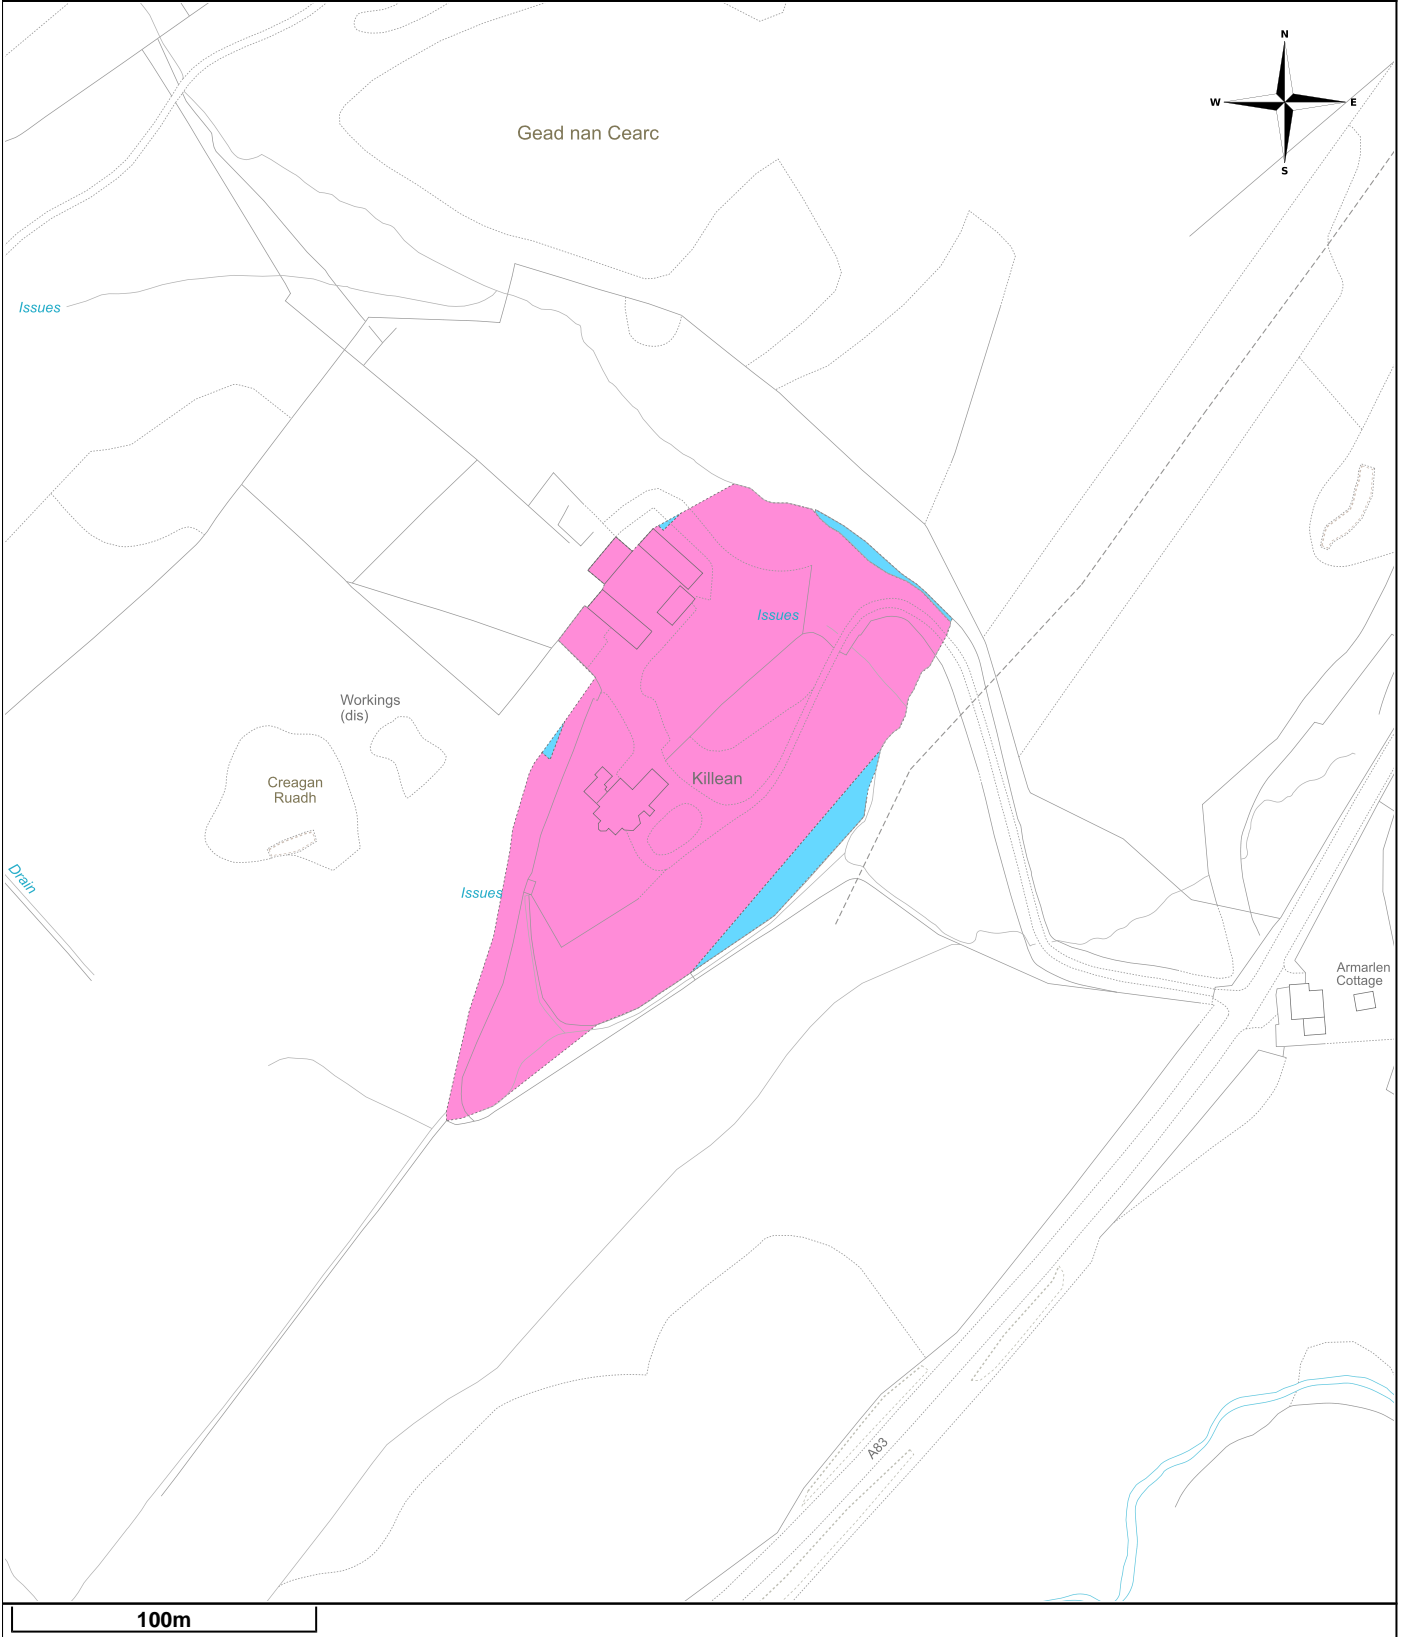 N
W
E
S
Gead nan Cearc
Issues
Issues
Workings
(dis)
Creagan
Ruadh
Killean
Drain
Issues
Armarlen
Cottage
A83
100m